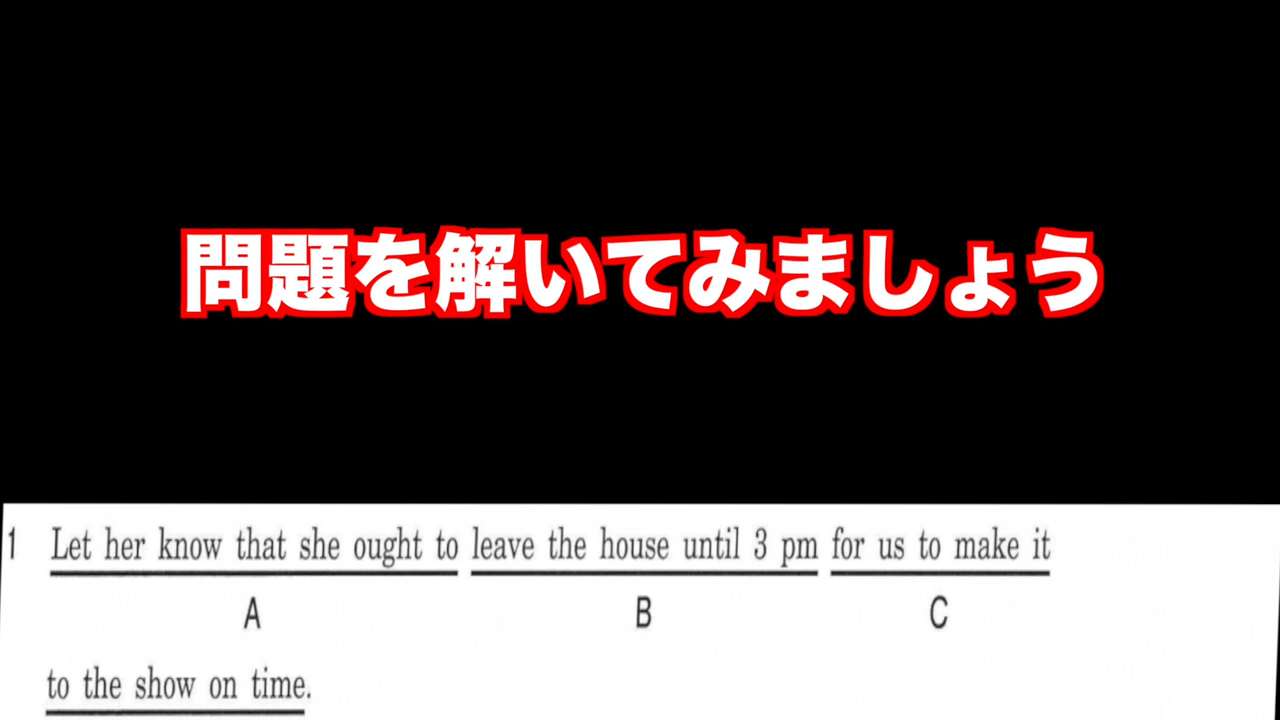 問題を解いてみましょう
1 Let her know that she ought to leave the house until 3 pm for us to make it
A B C
to the show on time.